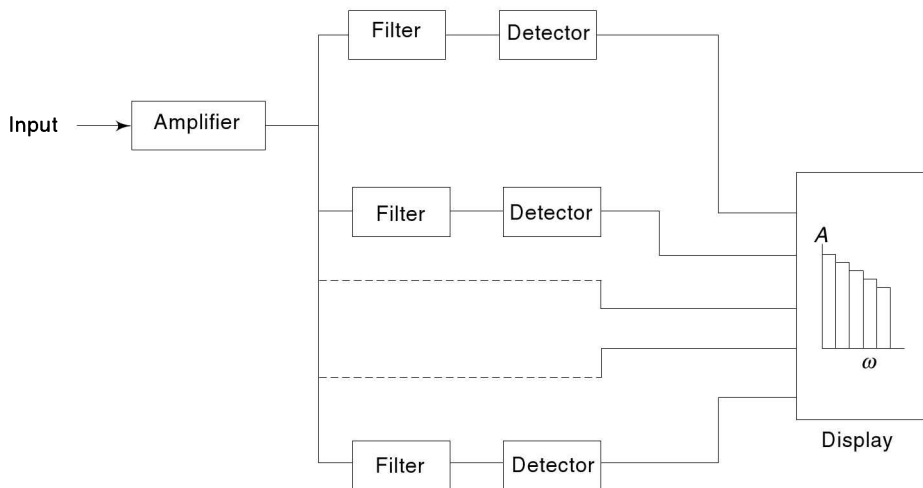 Filter
Detector
Input
Amplifier
Filter
Detector
A
ω
Filter
Detector
Display